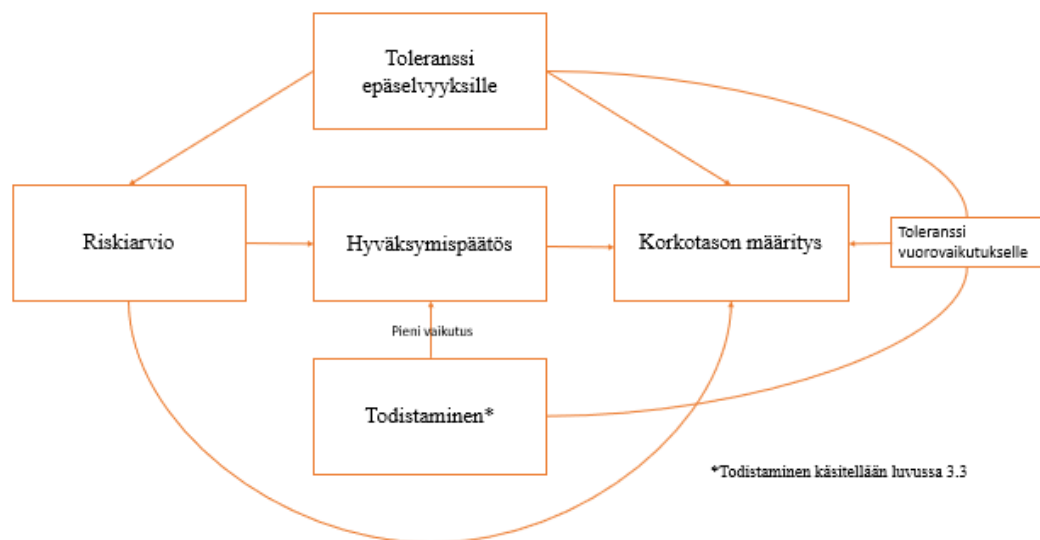 Toleranssi
epäselvyyksille
Riskiarvio
Hyväksymispäätös
Korkotason määritys
Toleranssi
vuorovaikutukselle
Pieni vaikutus
Todistaminen*
*Todistaminen käsitellään luvussa 3.3